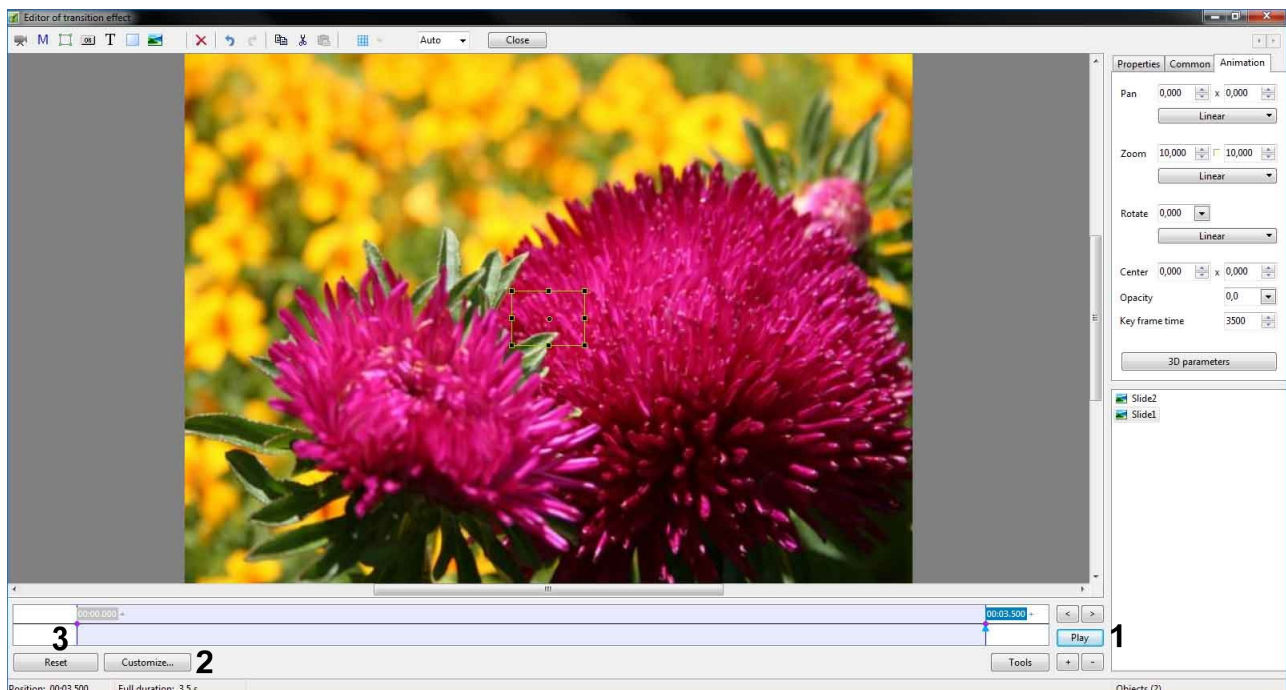 Editor of transition effect
M OK T Auto Close
Properties Common Animation
Pan 0,000 x 0,000
Linear
Zoom 10,000 10,000
Linear
Rotate 0,000
Linear
Center 0,000 x 0,000
Opacity 0,0
Key frame time 3500
3D parameters
Slide2
Slide1
00:00.000 00:03.500 < >
3 Play 1
Reset Customize... 2 Tools + -
Position: 00:03.500 Full duration: 3.5 s Objects (2)